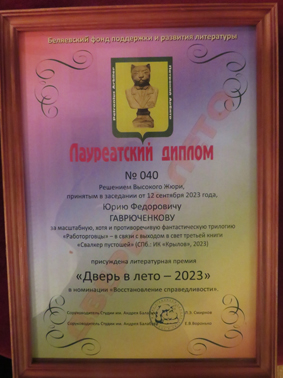 Беляевский фонд поддержки и развития литературы
Лауреатский диплом
№ 040
Решением Высокого Жюри,
принятым в заседании от 12 сентября 2023 года,
Юрию Федоровичу
ГАВРЮЧЕНКОВУ
за масштабную, хотя и противоречивую фантастическую трилогию
«Работорговцы» – в связи с выходом в свет третьей книги
«Сталкер пустошей» (СПб.: ИК «Крылов», 2023)
присуждена литературная премия
«Дверь в лето – 2023»
в номинации «Восстановление справедливости».